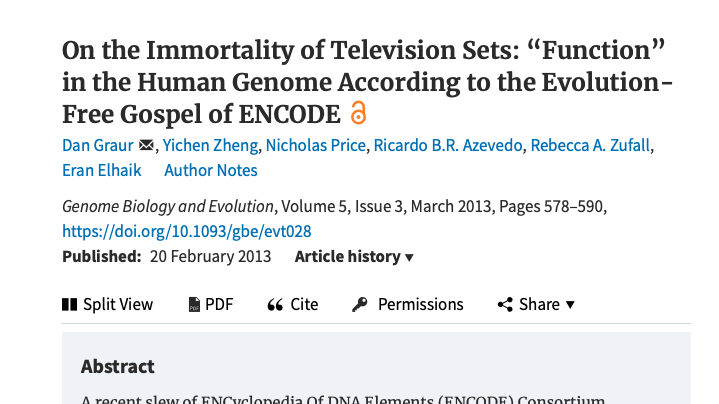 On the Immortality of Television Sets: “Function”
in the Human Genome According to the Evolution-
Free Gospel of ENCODE
Dan Graur, Yichen Zheng, Nicholas Price, Ricardo B.R. Azevedo, Rebecca A. Zufall,
Eran Elhaik Author Notes
Genome Biology and Evolution, Volume 5, Issue 3, March 2013, Pages 578–590,
https://doi.org/10.1093/gbe/evt028
Published: 20 February 2013 Article history ▼
Split View PDF Cite Permissions Share ▼
Abstract
A recent slew of ENCyclopedia Of DNA Elements (ENCODE) Consortium